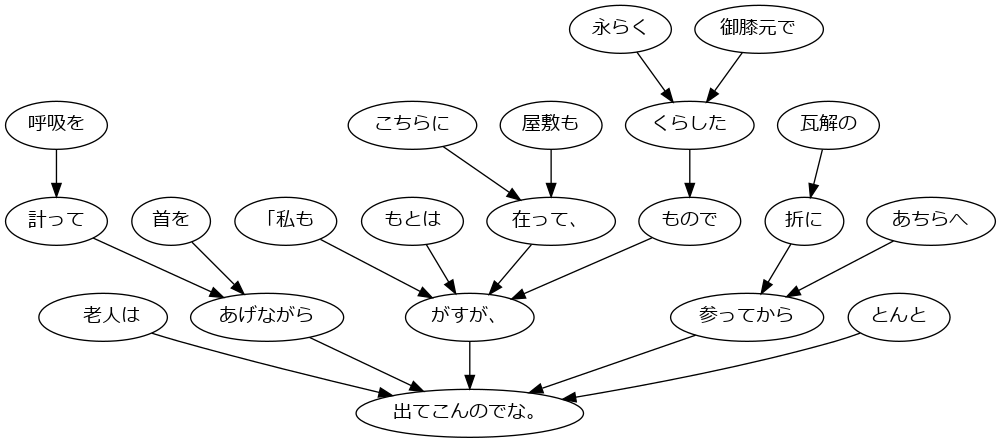 永らく
御膝元で
呼吸を
こちらに
屋敷も
くらした
瓦解の
計って
首を
「私も
もとは
在って、
もので
折に
あちらへ
老人は
あげながら
がすが、
参ってから
とんと
出てこんのでな。